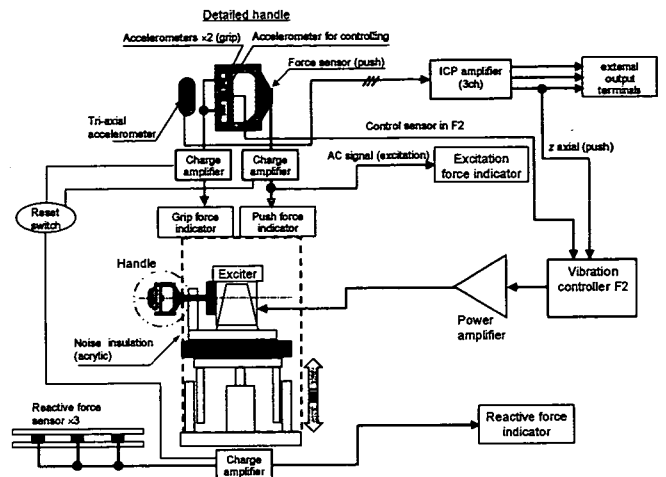 Detailed handle
Accelerometers ×2 (grip)
Accelerometer for controlling
Force sensor (push)
ICP amplifier
(3ch)
external
output
terminals
Tri-axial
accelerometer
Control sensor in F2
z axial (push)
Charge
amplifier
Charge
amplifier
AC signal (excitation)
Excitation
force indicator
Reset
switch
Grip force
indicator
Push force
indicator
Handle
Exciter
Vibration
controller F2
Power
amplifier
Noise insulation
(acrylic)
Reactive force
sensor ×3
Reactive force
indicator
Charge
amplifier